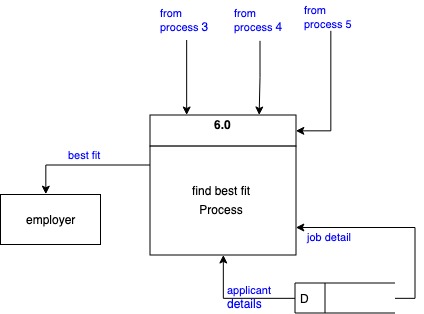 from
process 3
from
process 4
from
process 5
6.0
best fit
find best fit
Process
employer
job detail
applicant
details
D